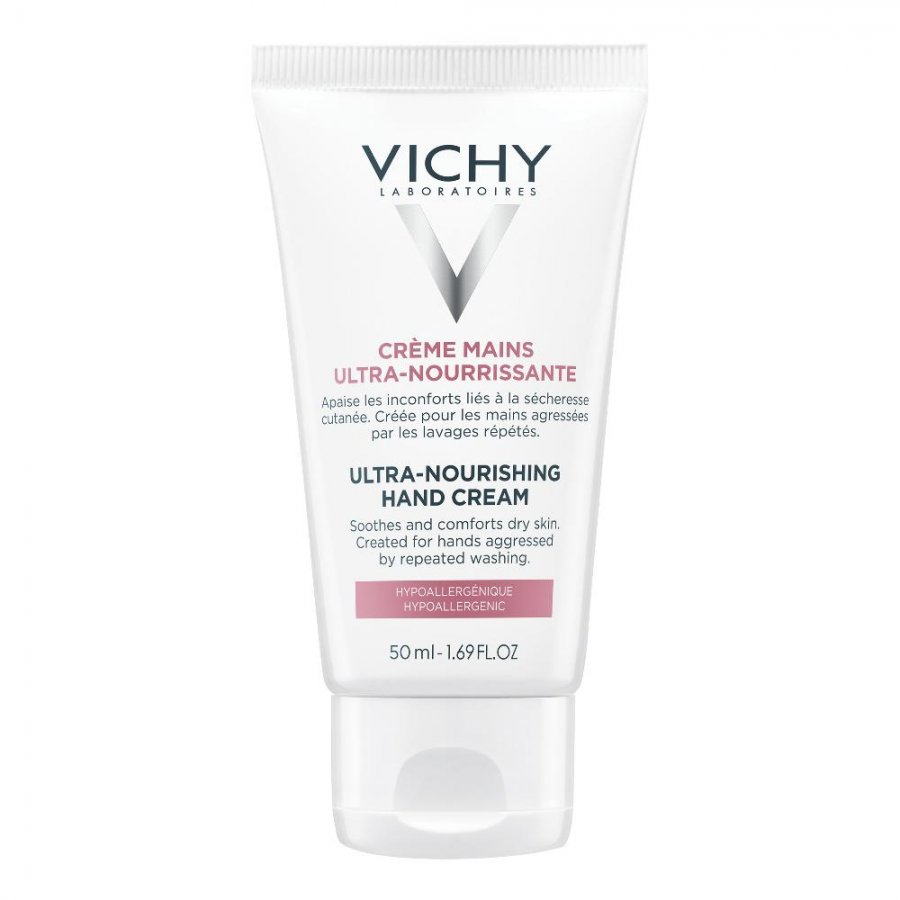 VICHY
LABORATOIRES
CRÈME MAINS
ULTRA-NOURRISSANTE
Apaise les inconforts liés à la sécheresse
cutanée. Créée pour les mains agressées
par les lavages répétés.
ULTRA-NOURISHING
HAND CREAM
Soothes and comforts dry skin.
Created for hands aggressed
by repeated washing.
HYPOALLERGÉNIQUE
HYPOALLERGENIC
50 ml - 1.69 FL.OZ